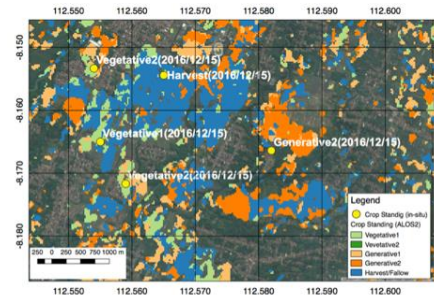 112.550 112.560 112.570 112.580 112.590 112.600
-8.150
-8.160
-8.170
-8.180
Vegetative2(2016/12/15)
Harvest(2016/12/15)
Vegetative1(2016/12/15)
Generative2(2016/12/15)
Vegetative2(2016/12/15)
Legend
Crop Standig (in-situ)
Crop Standing (ALOS2)
Vegetative1
Vevetative2
Generative1
Generative2
Harvest/Fallow
250 0 250 500 750 1000 m
112.550 112.560 112.570 112.580 112.590 112.600